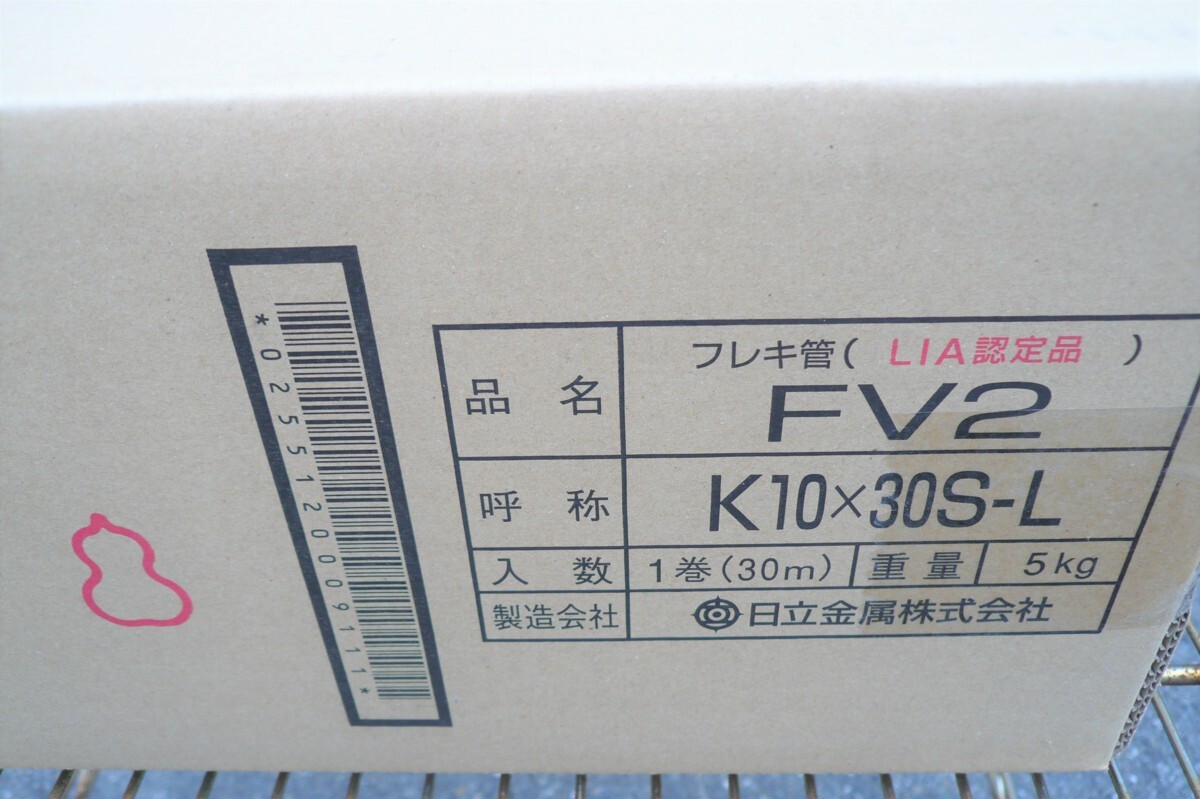 *025512009111*
品名 フレキ管( LIA認定品 )
FV2
呼称 K10×30S-L
入数 1巻(30m) 重量 5kg
製造会社 日立金属株式会社